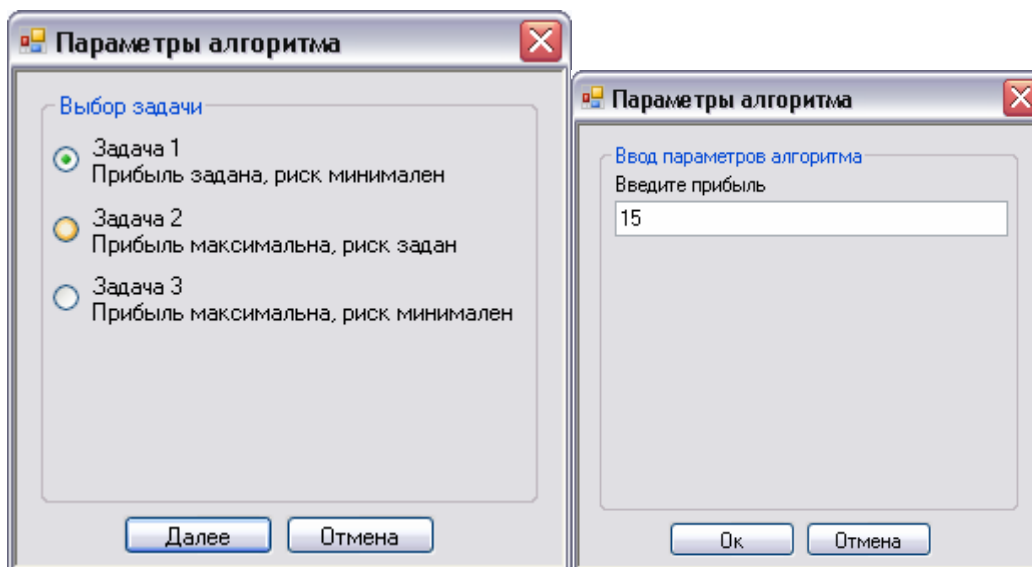 Параметры алгоритма
Выбор задачи
Задача 1
Прибыль задана, риск минимален
Задача 2
Прибыль максимальна, риск задан
Задача 3
Прибыль максимальна, риск минимален
Далее
Отмена
Параметры алгоритма
Ввод параметров алгоритма
Введите прибыль
15
Ок
Отмена